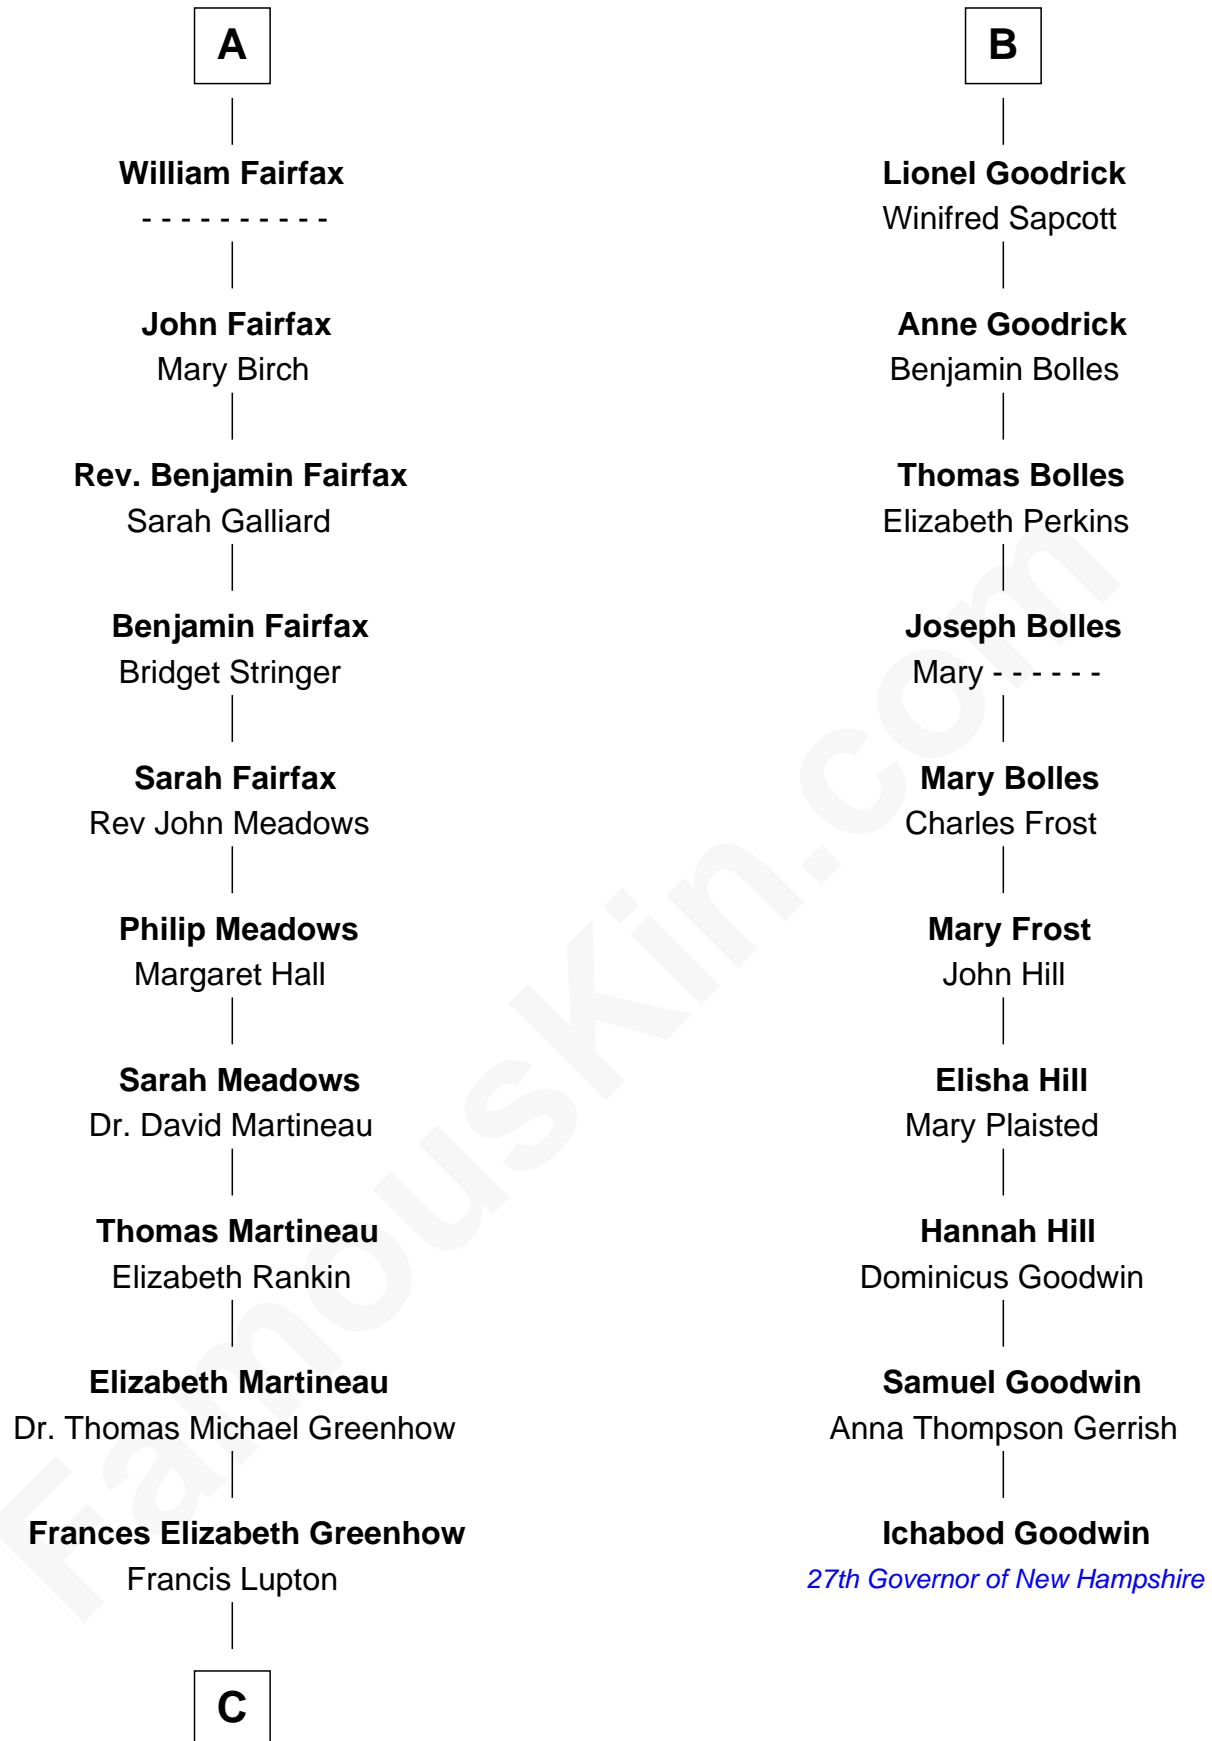 A
William Fairfax
- - - - - - - - - -
John Fairfax
Mary Birch
Rev. Benjamin Fairfax
Sarah Galliard
Benjamin Fairfax
Bridget Stringer
Sarah Fairfax
Rev John Meadows
Philip Meadows
Margaret Hall
Sarah Meadows
Dr. David Martineau
Thomas Martineau
Elizabeth Rankin
Elizabeth Martineau
Dr. Thomas Michael Greenhow
Frances Elizabeth Greenhow
Francis Lupton
C
B
Lionel Goodrick
Winifred Sapcott
Anne Goodrick
Benjamin Bolles
Thomas Bolles
Elizabeth Perkins
Joseph Bolles
Mary - - - - - -
Mary Bolles
Charles Frost
Mary Frost
John Hill
Elisha Hill
Mary Plaisted
Hannah Hill
Dominicus Goodwin
Samuel Goodwin
Anna Thompson Gerrish
Ichabod Goodwin
27th Governor of New Hampshire
FamousKin.com